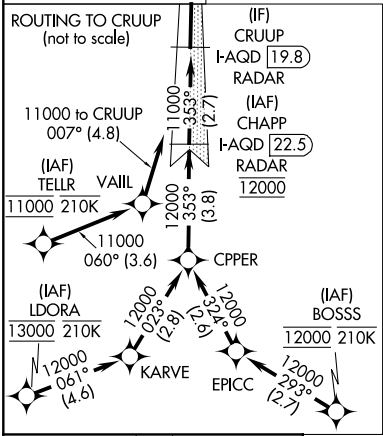 ROUTING TO CRUUP
(not to scale)
(IF)
CRUUP
I-AQD 19.8
RADAR
11000
353°
(2.7)
11000 to CRUUP
007° (4.8)
(IAF)
CHAPP
I-AQD 22.5
RADAR
12000
(IAF)
TELLR
11000 210K
VAIIL
11000
060° (3.6)
12000
353°
(3.8)
CPPER
(IAF)
LDORA
13000 210K
12000
023°
(2.8)
12000
324°
(2.6)
(IAF)
BOSSS
12000 210K
12000
061°
(4.6)
KARVE
EPICC
12000
293°
(2.7)